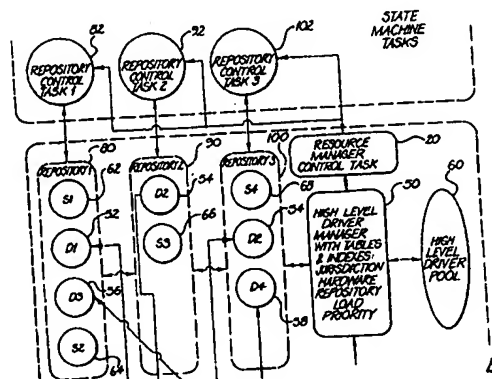 82
92
102
STATE
MACHINE
TASKS
REPOSITORY
CONTROL
TASK 1
REPOSITORY
CONTROL
TASK 2
REPOSITORY
CONTROL
TASK 3
80
90
100
20
RESOURCE
MANAGER
CONTROL TASK
REPOSITORY 1
REPOSITORY 2
REPOSITORY 3
62
54
68
50
60
S1
D2
S4
52
66
54
D1
S3
D2
56
58
D3
D4
64
S2
HIGH LEVEL
DRIVER
MANAGER
WITH TABLES
& INDEXES:
JURISDICTION
HARDWARE
REPOSITORY
LOAD
PRIORITY
HIGH
LEVEL
DRIVER
POOL